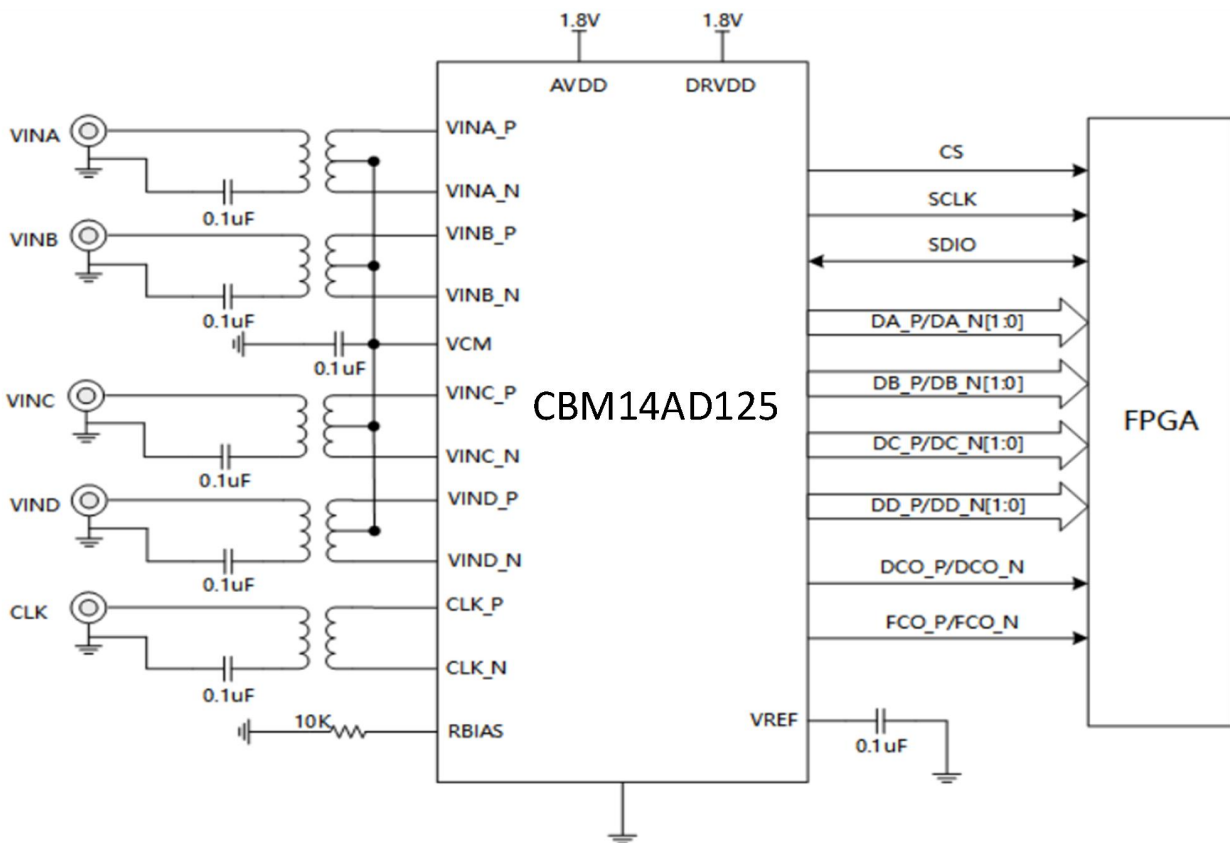 1.8V
1.8V
AVDD
DRVDD
VINA
VINA_P
VINA_N
0.1uF
VINB
VINB_P
VINB_N
0.1uF
VCM
0.1uF
VINC
VINC_P
VINC_N
0.1uF
VIND
VIND_P
VIND_N
0.1uF
CLK
CLK_P
CLK_N
0.1uF
10K
RBIAS
CBM14AD125
VREF
0.1uF
CS
SCLK
SDIO
DA_P/DA_N[1:0]
DB_P/DB_N[1:0]
DC_P/DC_N[1:0]
DD_P/DD_N[1:0]
DCO_P/DCO_N
FCO_P/FCO_N
FPGA